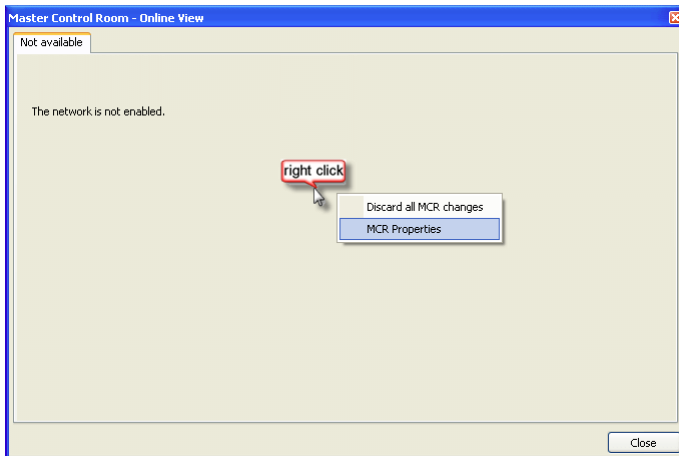 Master Control Room - Online View
Not available
The network is not enabled.
right click
Discard all MCR changes
MCR Properties
Close